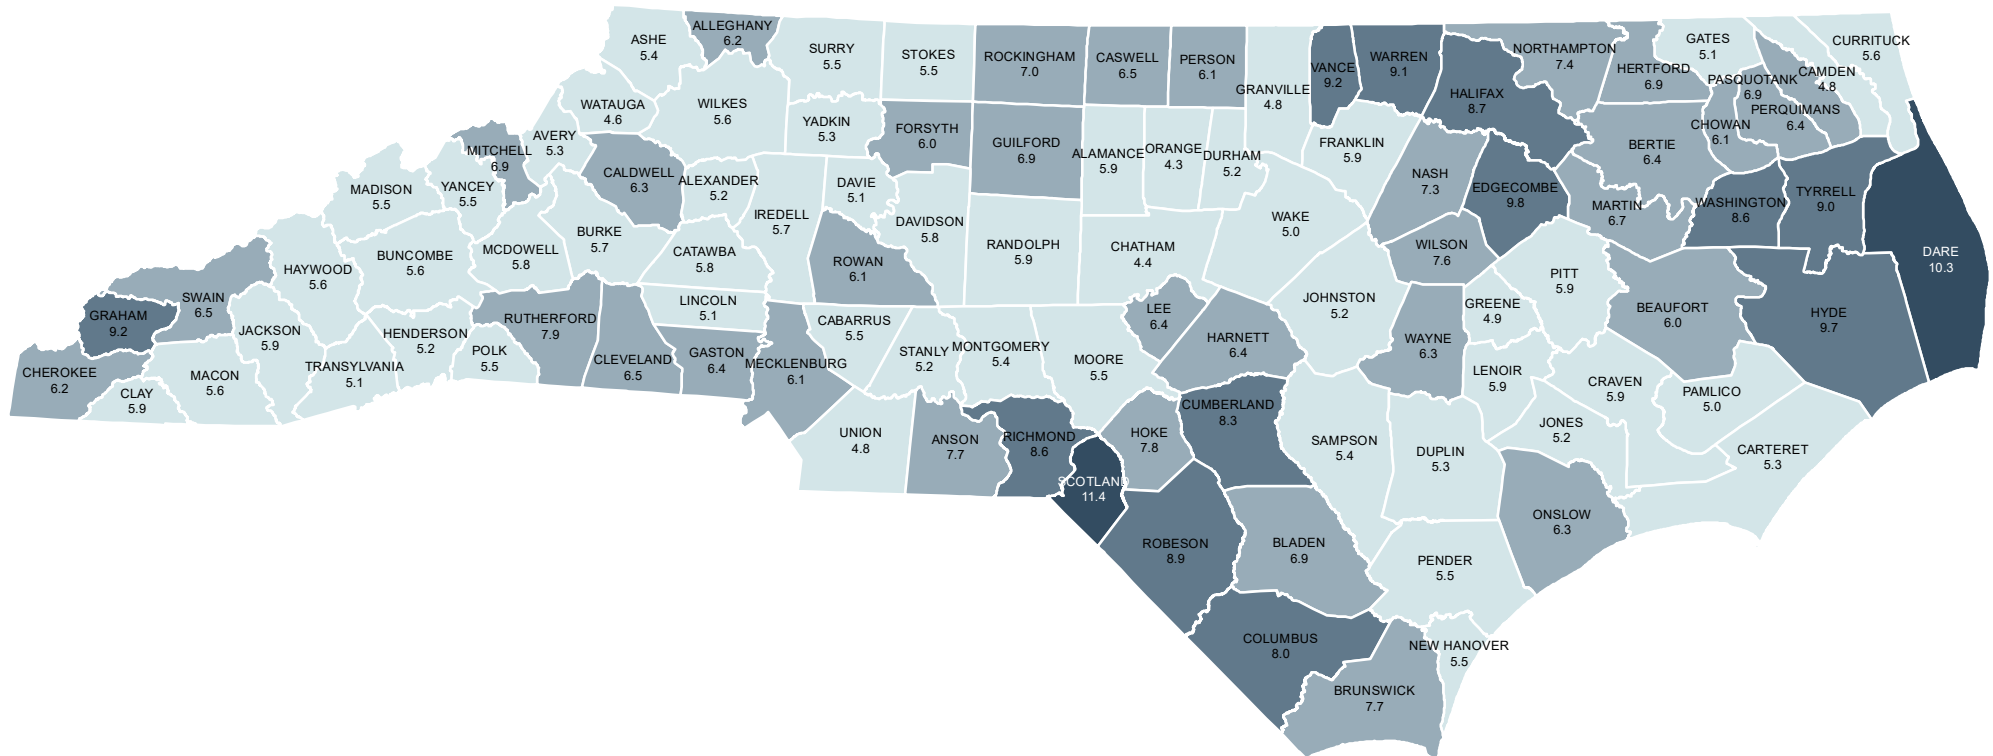 ALLEGHANY
6.2
ASHE
5.4
SURRY
5.5
STOKES
5.5
ROCKINGHAM
7.0
CASWELL
6.5
PERSON
6.1
GRANVILLE
4.8
VANCE
9.2
WARREN
9.1
HALIFAX
8.7
NORTHAMPTON
7.4
HERTFORD
6.9
GATES
5.1
CURRITUCK
5.6
CAMDEN
4.8
PASQUOTANK
6.9
PERQUIMANS
6.4
CHOWAN
6.1
BERTIE
6.4
WATAUGA
4.6
WILKES
5.6
YADKIN
5.3
FORSYTH
6.0
GUILFORD
6.9
ALAMANCE
5.9
ORANGE
4.3
DURHAM
5.2
FRANKLIN
5.9
NASH
7.3
EDGECOMBE
9.8
MARTIN
6.7
WASHINGTON
8.6
TYRRELL
9.0
DARE
10.3
AVERY
5.3
MITCHELL
6.9
CALDWELL
6.3
ALEXANDER
5.2
IREDELL
5.7
DAVIE
5.1
DAVIDSON
5.8
RANDOLPH
5.9
CHATHAM
4.4
WAKE
5.0
WILSON
7.6
PITT
5.9
BEAUFORT
6.0
HYDE
9.7
MADISON
5.5
YANCEY
5.5
BURKE
5.7
CATAWBA
5.8
ROWAN
6.1
MCDOWELL
5.8
BUNCOMBE
5.6
HAYWOOD
5.6
SWAIN
6.5
GRAHAM
9.2
JACKSON
5.9
HENDERSON
5.2
POLK
5.5
RUTHERFORD
7.9
CLEVELAND
6.5
LINCOLN
5.1
GASTON
6.4
MECKLENBURG
6.1
CABARRUS
5.5
STANLY
5.2
MONTGOMERY
5.4
MOORE
5.5
LEE
6.4
HARNETT
6.4
JOHNSTON
5.2
WAYNE
6.3
GREENE
4.9
LENOIR
5.9
CRAVEN
5.9
PAMLICO
5.0
CHEROKEE
6.2
CLAY
5.9
MACON
5.6
TRANSYLVANIA
5.1
UNION
4.8
ANSON
7.7
RICHMOND
8.6
SCOTLAND
11.4
HOKE
7.8
CUMBERLAND
8.3
SAMPSON
5.4
DUPLIN
5.3
JONES
5.2
CARTERET
5.3
ONSLOW
6.3
ROBESON
8.9
BLADEN
6.9
PENDER
5.5
COLUMBUS
8.0
NEW HANOVER
5.5
BRUNSWICK
7.7